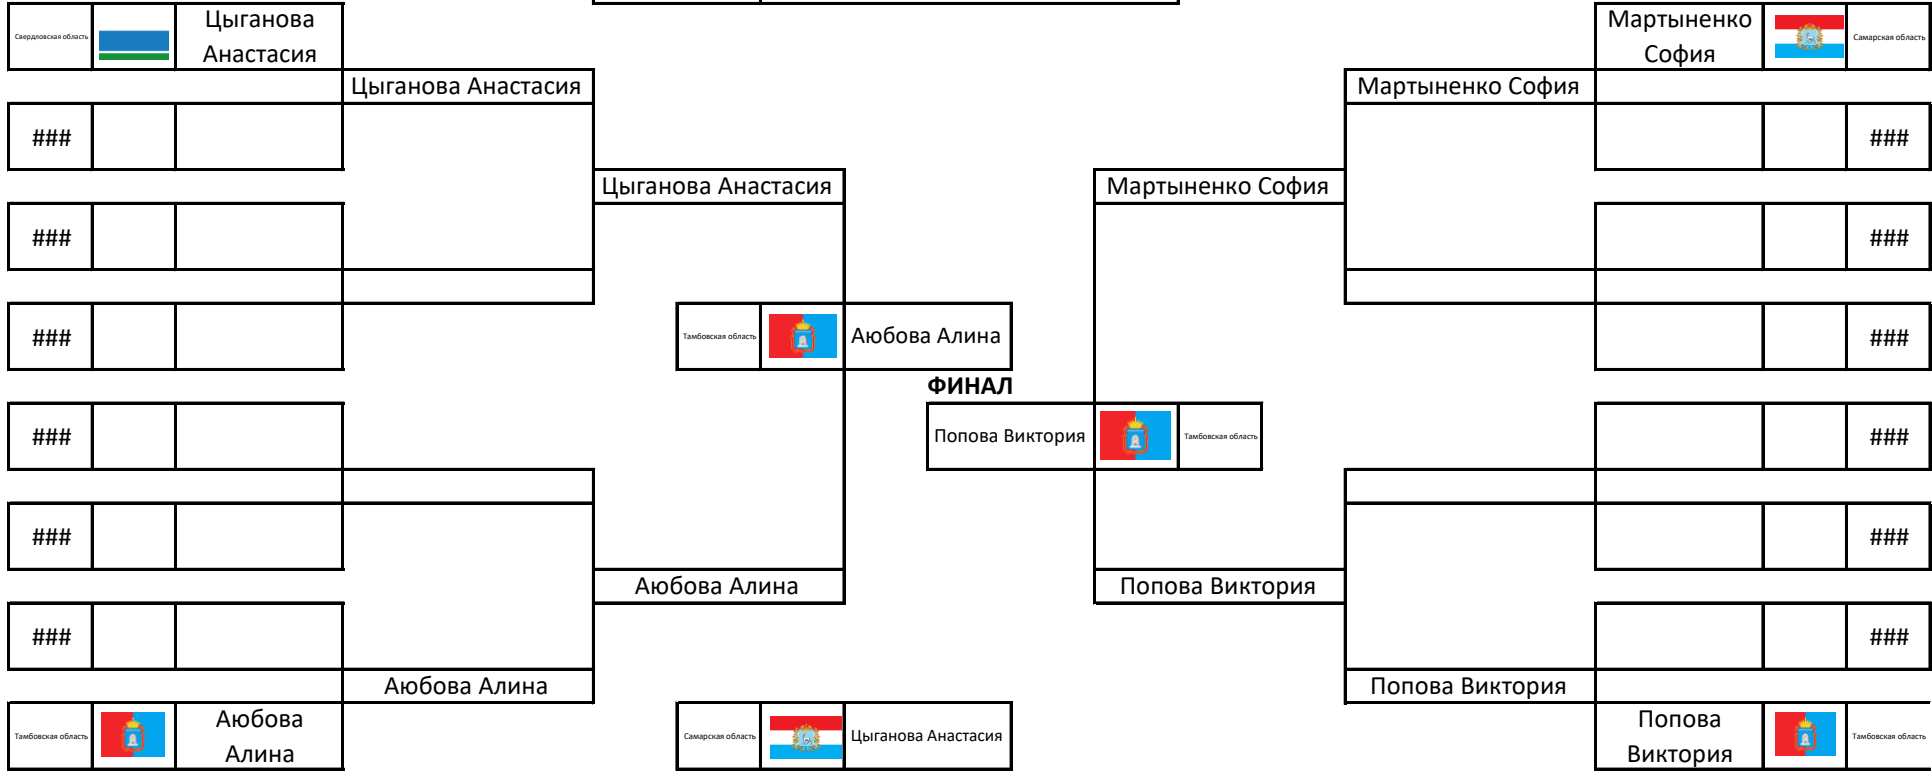 Свердловская область
Цыганова
Анастасия
Мартыненко
София
Самарская область
Цыганова Анастасия
Мартыненко София
###
###
Цыганова Анастасия
Мартыненко София
###
###
###
Тамбовская область
Аюбова Алина
###
ФИНАЛ
###
Попова Виктория
Тамбовская область
###
###
###
Аюбова Алина
Попова Виктория
###
###
Аюбова Алина
Попова Виктория
Тамбовская область
Аюбова
Алина
Самарская область
Цыганова Анастасия
Попова
Виктория
Тамбовская область